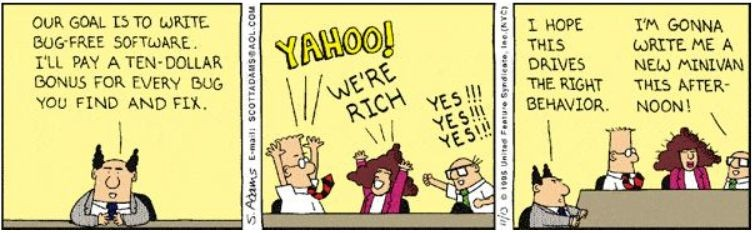 OUR GOAL IS TO WRITE
BUG-FREE SOFTWARE.
I'LL PAY A TEN-DOLLAR
BONUS FOR EVERY BUG
YOU FIND AND FIX.
S. Adams E-mail: SCOTTADAMS@AOL.COM
YAHOO!
WE'RE
RICH
YES!!!
YES!!!
YES!!!
11/13 © 1995 United Feature Syndicate, Inc.(NYC)
I HOPE
THIS
DRIVES
THE RIGHT
BEHAVIOR.
I'M GONNA
WRITE ME A
NEW MINIVAN
THIS AFTER-
NOON!